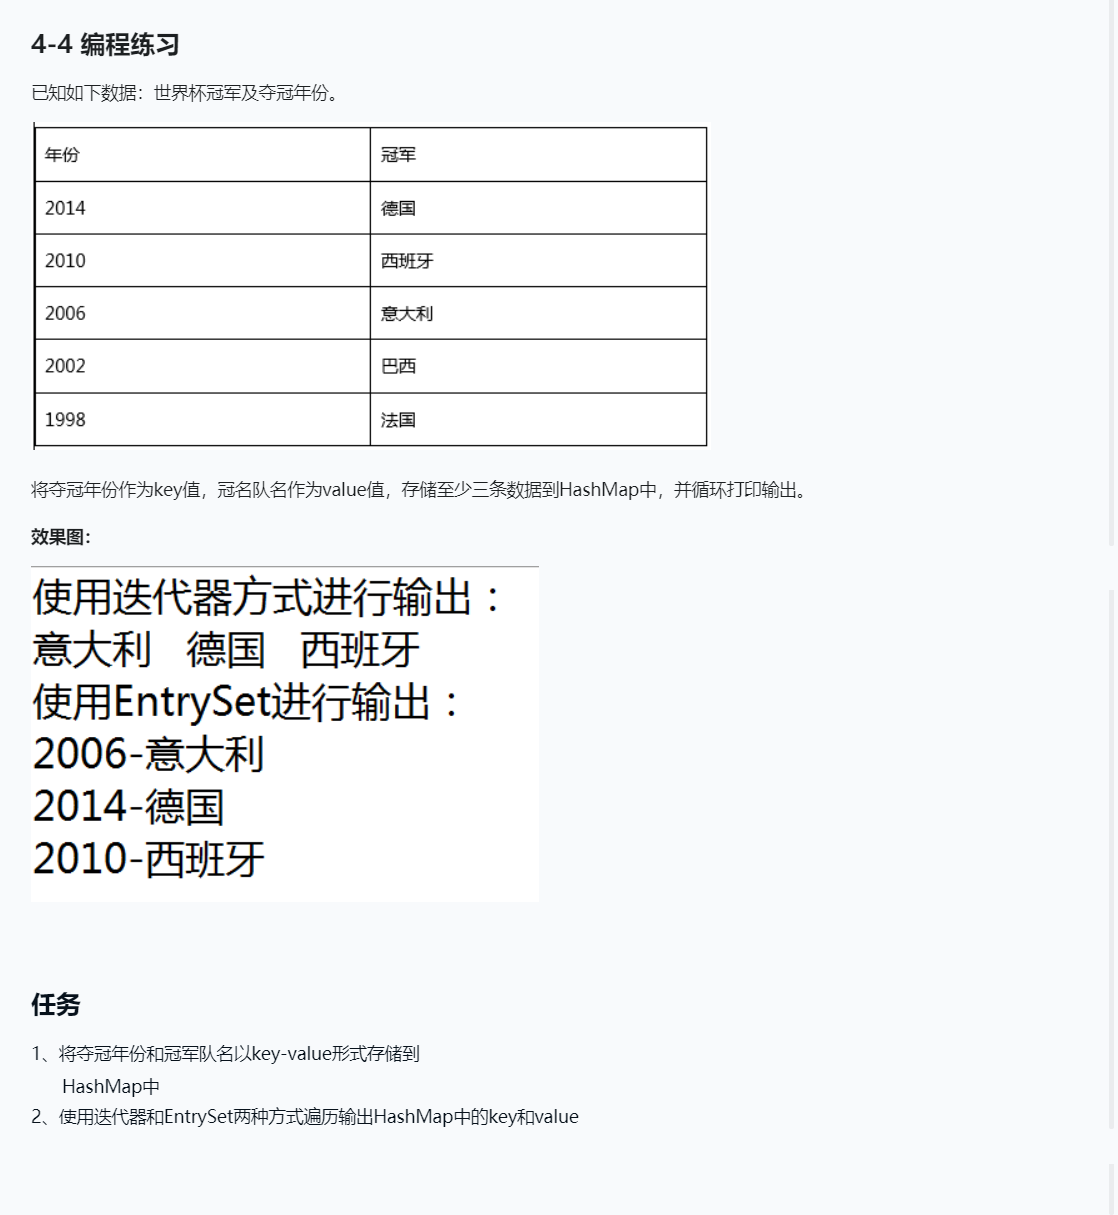 4-4 编程练习
已知如下数据：世界杯冠军及夺冠年份。
年份 冠军
2014 德国
2010 西班牙
2006 意大利
2002 巴西
1998 法国
将夺冠年份作为key值，冠名队名作为value值，存储至少三条数据到HashMap中，并循环打印输出。
效果图：
使用迭代器方式进行输出：
意大利 德国 西班牙
使用EntrySet进行输出：
2006-意大利
2014-德国
2010-西班牙
任务
1、将夺冠年份和冠军队名以key-value形式存储到
HashMap中
2、使用迭代器和EntrySet两种方式遍历输出HashMap中的key和value